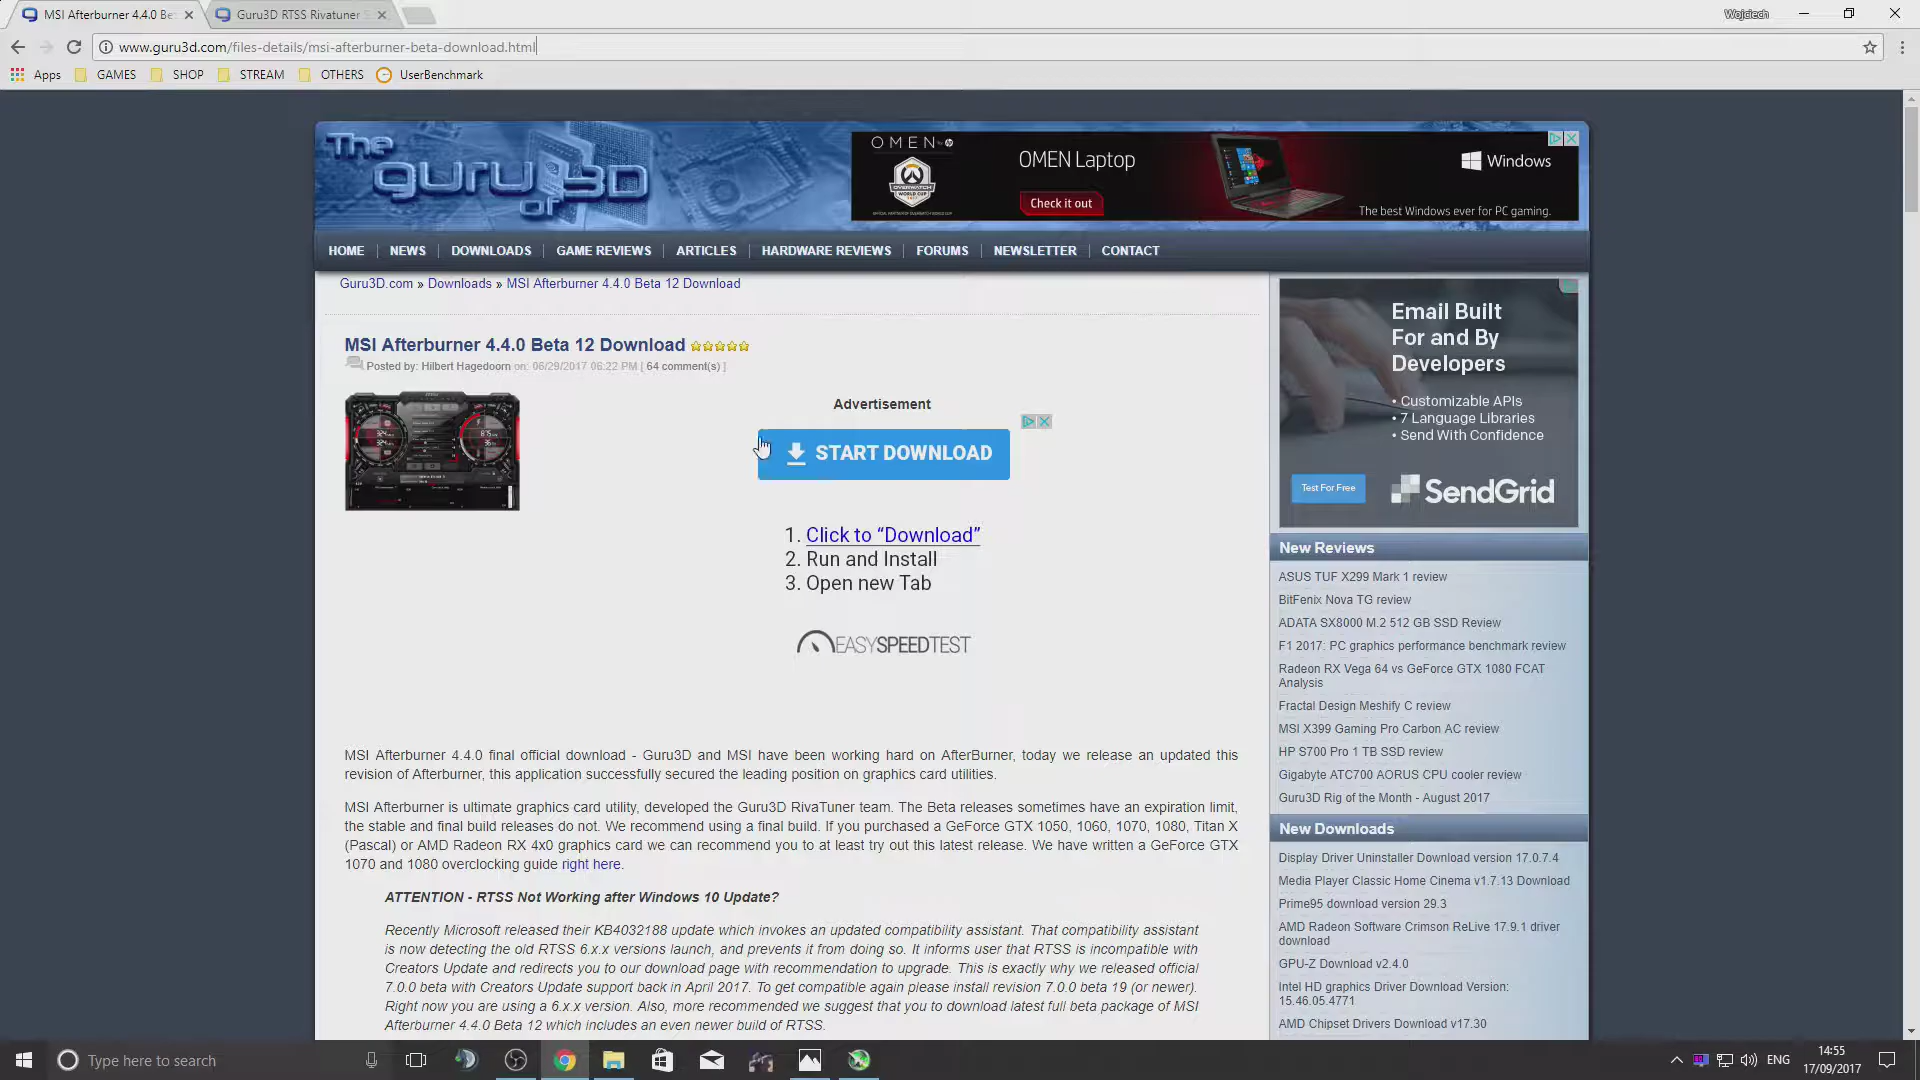 MSI Afterburner 4.4.0 Be
Guru3D RTSS Rivatuner S
Wojciech
www.guru3d.com/files-details/msi-afterburner-beta-download.html
Apps
GAMES
SHOP
STREAM
OTHERS
UserBenchmark
The
guru
of
3D
OMEN
OVERWATCH
WORLD CUP
OMEN Laptop
Check it out
Windows
The best Windows ever for PC gaming.
HOME
NEWS
DOWNLOADS
GAME REVIEWS
ARTICLES
HARDWARE REVIEWS
FORUMS
NEWSLETTER
CONTACT
Guru3D.com » Downloads » MSI Afterburner 4.4.0 Beta 12 Download
MSI Afterburner 4.4.0 Beta 12 Download
Posted by: Hilbert Hagedoorn on: 06/29/2017 06:22 PM [ 64 comment(s) ]
Advertisement
START DOWNLOAD
1. Click to “Download”
2. Run and Install
3. Open new Tab
EASYSPEEDTEST
MSI Afterburner 4.4.0 final official download - Guru3D and MSI have been working hard on AfterBurner, today we release an updated this
revision of Afterburner, this application successfully secured the leading position on graphics card utilities.
MSI Afterburner is ultimate graphics card utility, developed the Guru3D RivaTuner team. The Beta releases sometimes have an expiration limit,
the stable and final build releases do not. We recommend using a final build. If you purchased a GeForce GTX 1050, 1060, 1070, 1080, Titan X
(Pascal) or AMD Radeon RX 4x0 graphics card we can recommend you to at least try out this latest release. We have written a GeForce GTX
1070 and 1080 overclocking guide right here.
ATTENTION - RTSS Not Working after Windows 10 Update?
Recently Microsoft released their KB4032188 update which invokes an updated compatibility assistant. That compatibility assistant
is now detecting the old RTSS 6.x.x versions launch, and prevents it from doing so. It informs user that RTSS is incompatible with
Creators Update and redirects you to our download page with recommendation to upgrade. This is exactly why we released official
7.0.0 beta with Creators Update support back in April 2017. To get compatible again please install revision 7.0.0 beta 19 (or newer).
Right now you are using a 6.x.x version. Also, more recommended we suggest that you to download latest full beta package of MSI
Afterburner 4.4.0 Beta 12 which includes an even newer build of RTSS.
Email Built
For and By
Developers
• Customizable APIs
• 7 Language Libraries
• Send With Confidence
Test For Free
SendGrid
New Reviews
ASUS TUF X299 Mark 1 review
BitFenix Nova TG review
ADATA SX8000 M.2 512 GB SSD Review
F1 2017: PC graphics performance benchmark review
Radeon RX Vega 64 vs GeForce GTX 1080 FCAT
Analysis
Fractal Design Meshify C review
MSI X399 Gaming Pro Carbon AC review
HP S700 Pro 1 TB SSD review
Gigabyte ATC700 AORUS CPU cooler review
Guru3D Rig of the Month - August 2017
New Downloads
Display Driver Uninstaller Download version 17.0.7.4
Media Player Classic Home Cinema v1.7.13 Download
Prime95 download version 29.3
AMD Radeon Software Crimson ReLive 17.9.1 driver
download
GPU-Z Download v2.4.0
Intel HD graphics Driver Download Version:
15.46.05.4771
AMD Chipset Drivers Download v17.30
Type here to search
ENG
14:55
17/09/2017